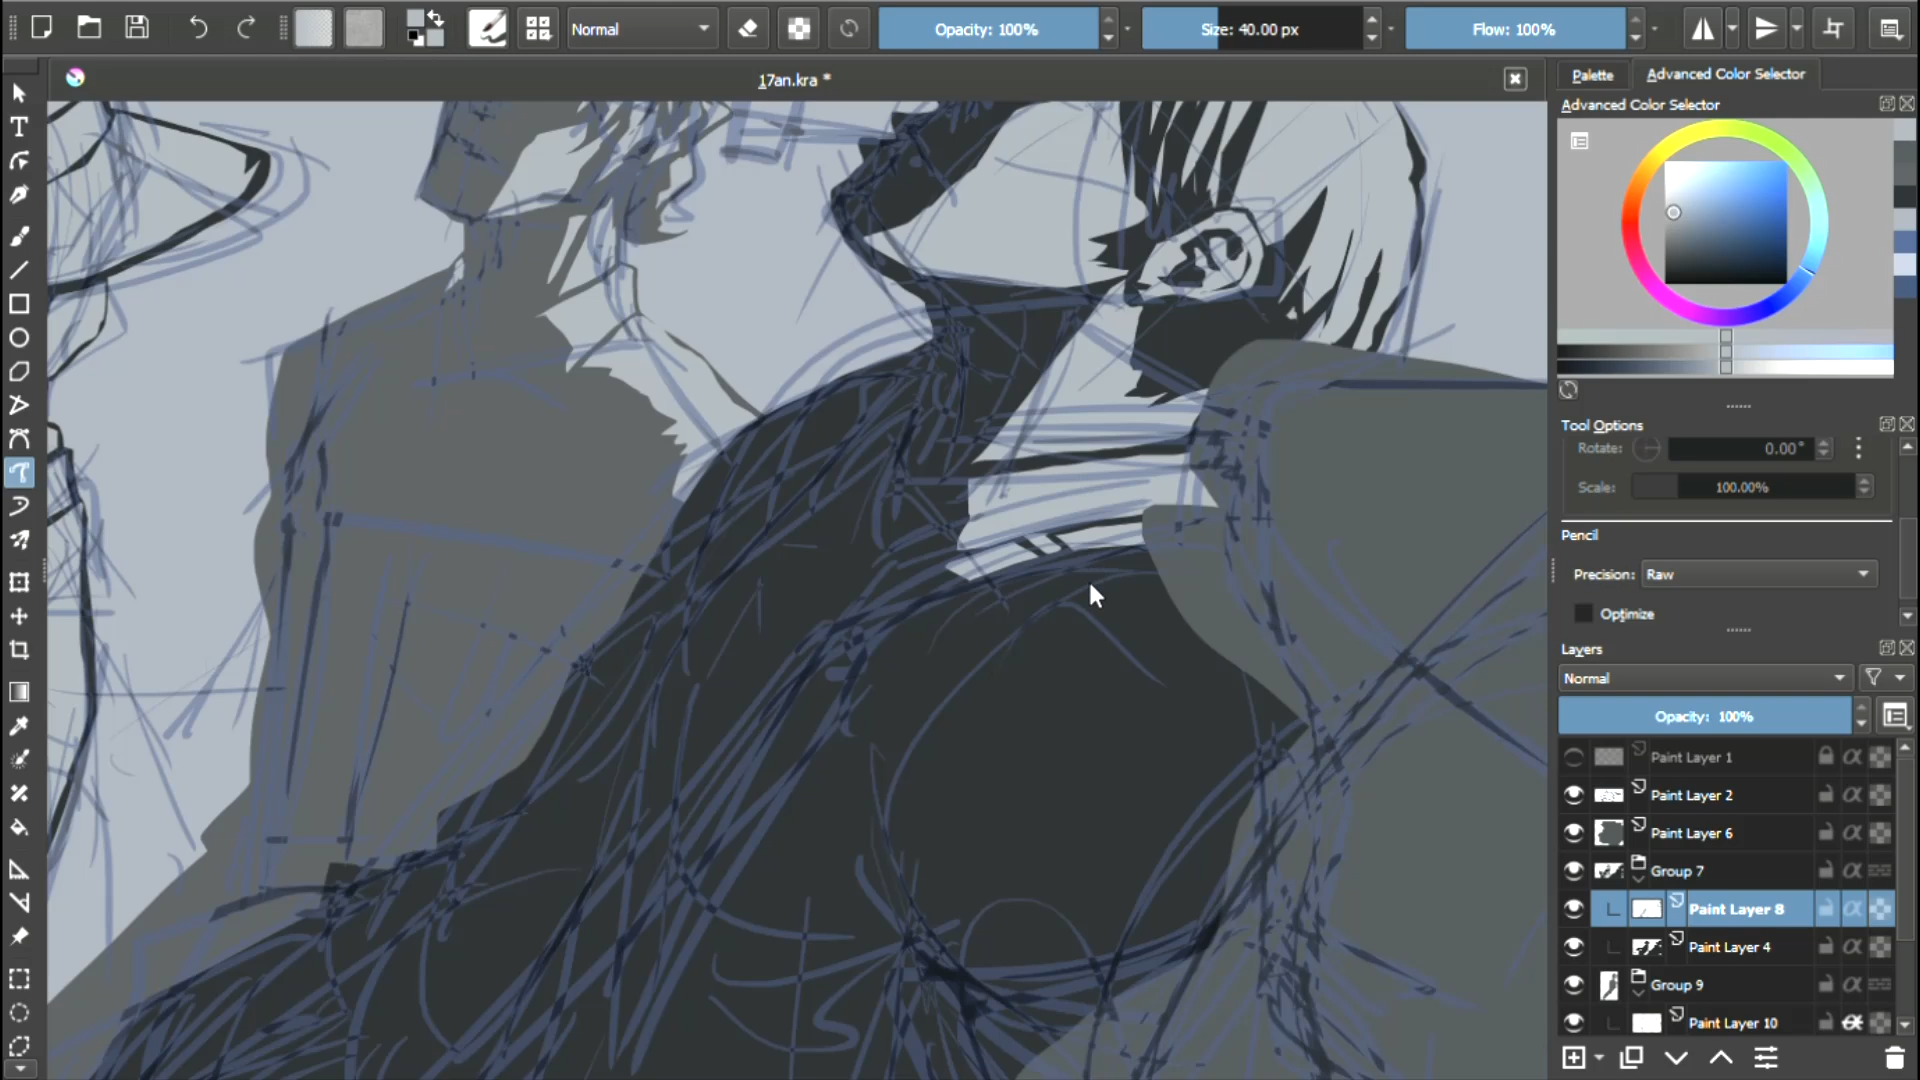 Normal
Opacity: 100%
Size: 40.00 px
Flow: 100%
17an.kra *
Palette
Advanced Color Selector
Advanced Color Selector
Tool Options
Rotate:
0.00°
Scale:
100.00%
Pencil
Precision:
Raw
Optimize
Layers
Normal
Opacity: 100%
Paint Layer 1
Paint Layer 2
Paint Layer 6
Group 7
Paint Layer 8
Paint Layer 4
Group 9
Paint Layer 10